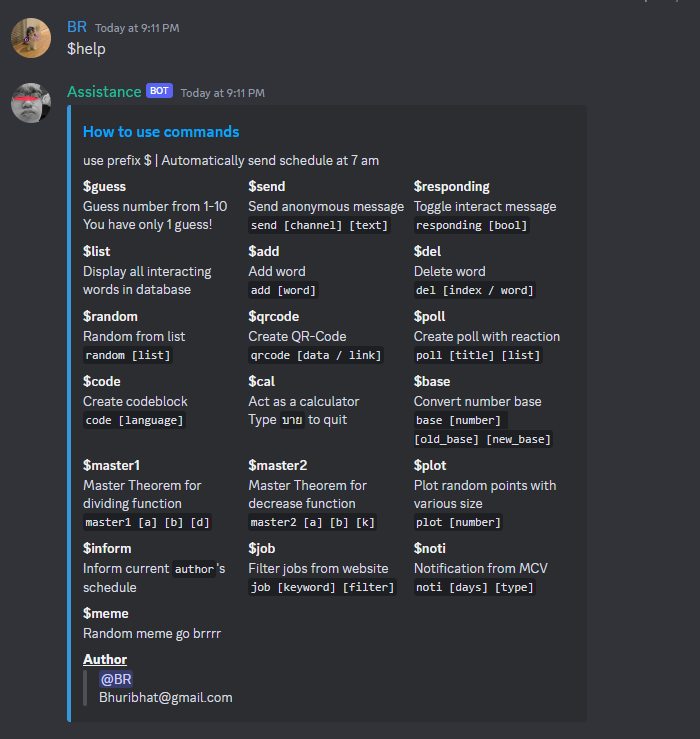 BR Today at 9:11 PM
$help
Assistance BOT Today at 9:11 PM
How to use commands
use prefix $ | Automatically send schedule at 7 am
$guess
Guess number from 1-10
You have only 1 guess!
$send
Send anonymous message
send [channel] [text]
$responding
Toggle interact message
responding [bool]
$list
Display all interacting
words in database
$add
Add word
add [word]
$del
Delete word
del [index / word]
$random
Random from list
random [list]
$qrcode
Create QR-Code
qrcode [data / link]
$poll
Create poll with reaction
poll [title] [list]
$code
Create codeblock
code [language]
$cal
Act as a calculator
Type บาย to quit
$base
Convert number base
base [number]
[old_base] [new_base]
$master1
Master Theorem for
dividing function
master1 [a] [b] [d]
$master2
Master Theorem for
decrease function
master2 [a] [b] [k]
$plot
Plot random points with
various size
plot [number]
$inform
Inform current author's
schedule
$job
Filter jobs from website
job [keyword] [filter]
$noti
Notification from MCV
noti [days] [type]
$meme
Random meme go brrrr
Author
@BR
Bhuribhat@gmail.com